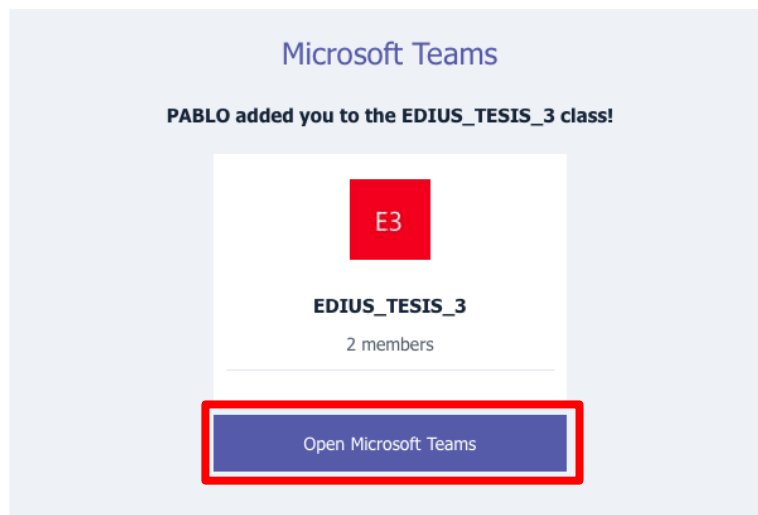 Microsoft Teams
PABLO added you to the EDIUS_TESIS_3 class!
E3
EDIUS_TESIS_3
2 members
Open Microsoft Teams